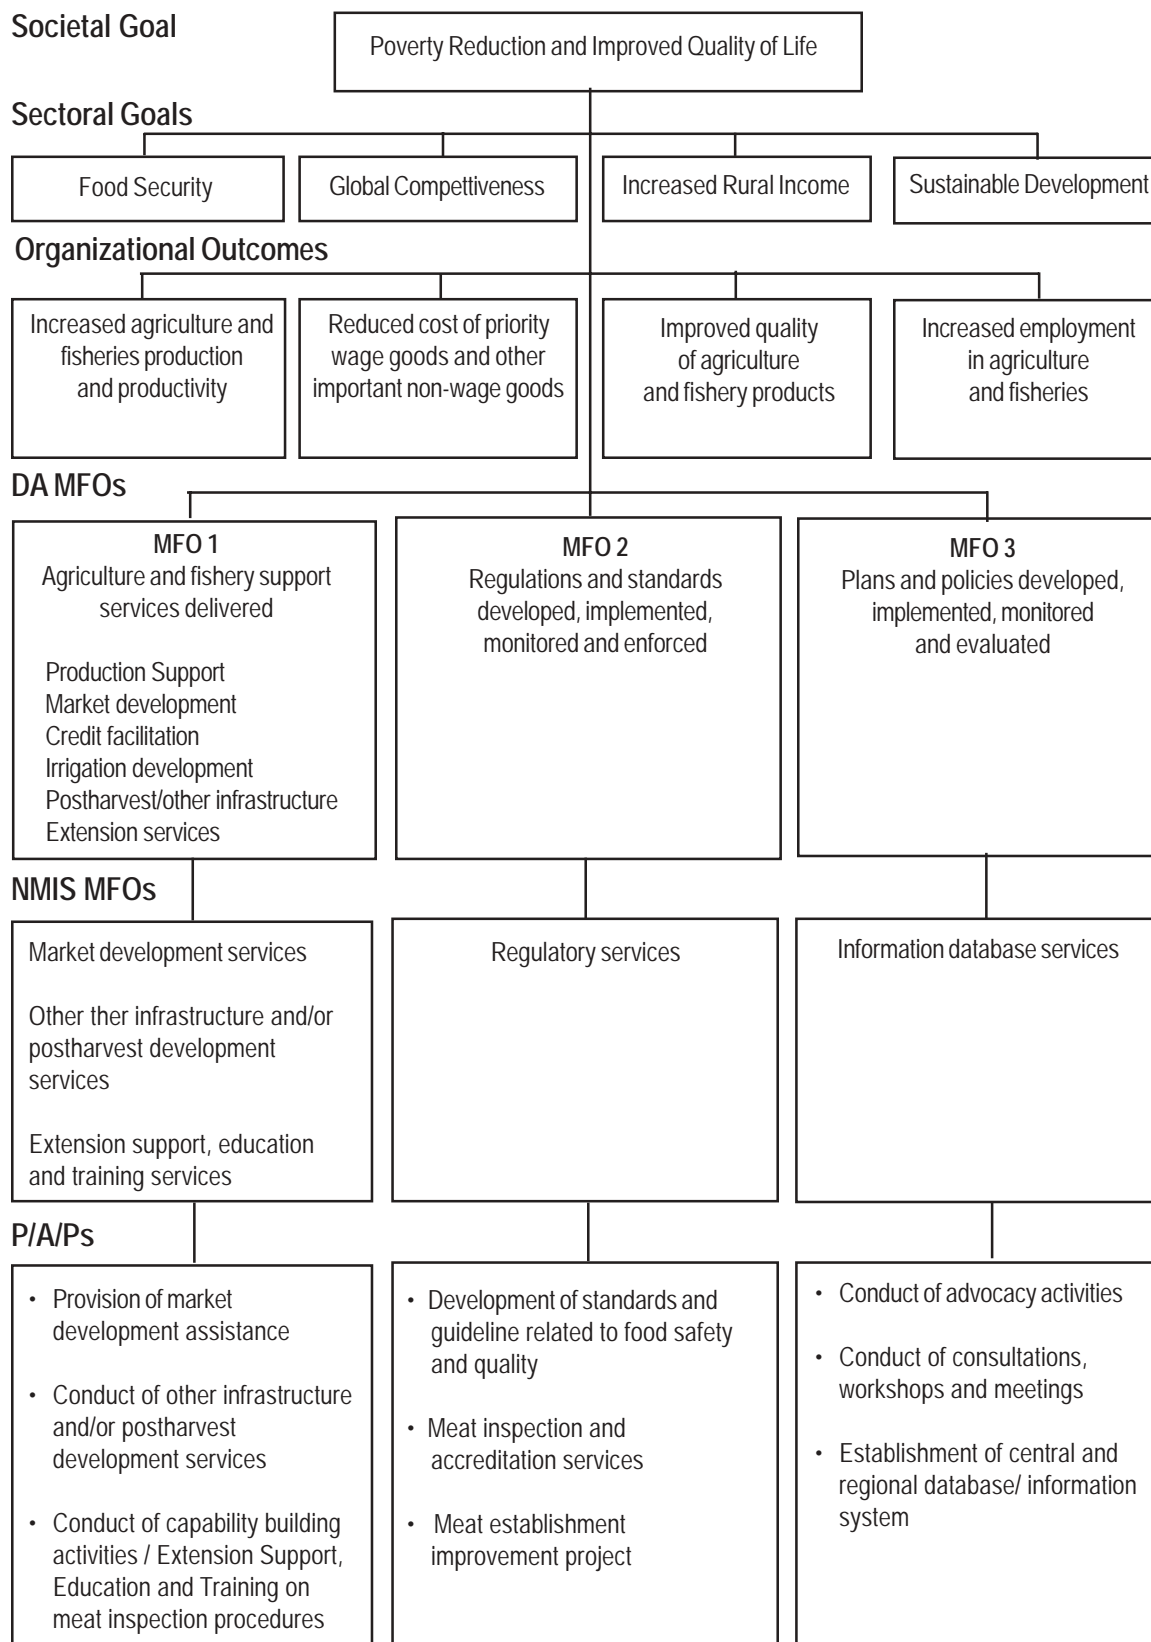 Societal Goal
Poverty Reduction and Improved Quality of Life
Sectoral Goals
Food Security
Global Compettiveness
Increased Rural Income
Sustainable Development
Organizational Outcomes
Increased agriculture and
fisheries production
and productivity
Reduced cost of priority
wage goods and other
important non-wage goods
Improved quality
of agriculture
and fishery products
Increased employment
in agriculture
and fisheries
DA MFOs
MFO 1
Agriculture and fishery support
services delivered
Production Support
Market development
Credit facilitation
Irrigation development
Postharvest/other infrastructure
Extension services
MFO 2
Regulations and standards
developed, implemented,
monitored and enforced
MFO 3
Plans and policies developed,
implemented, monitored
and evaluated
NMIS MFOs
Market development services
Other ther infrastructure and/or
postharvest development
services
Extension support, education
and training services
Regulatory services
Information database services
P/A/Ps
• Provision of market
development assistance
• Conduct of other infrastructure
and/or postharvest
development services
• Conduct of capability building
activities / Extension Support,
Education and Training on
meat inspection procedures
• Development of standards and
guideline related to food safety
and quality
• Meat inspection and
accreditation services
• Meat establishment
improvement project
• Conduct of advocacy activities
• Conduct of consultations,
workshops and meetings
• Establishment of central and
regional database/ information
system